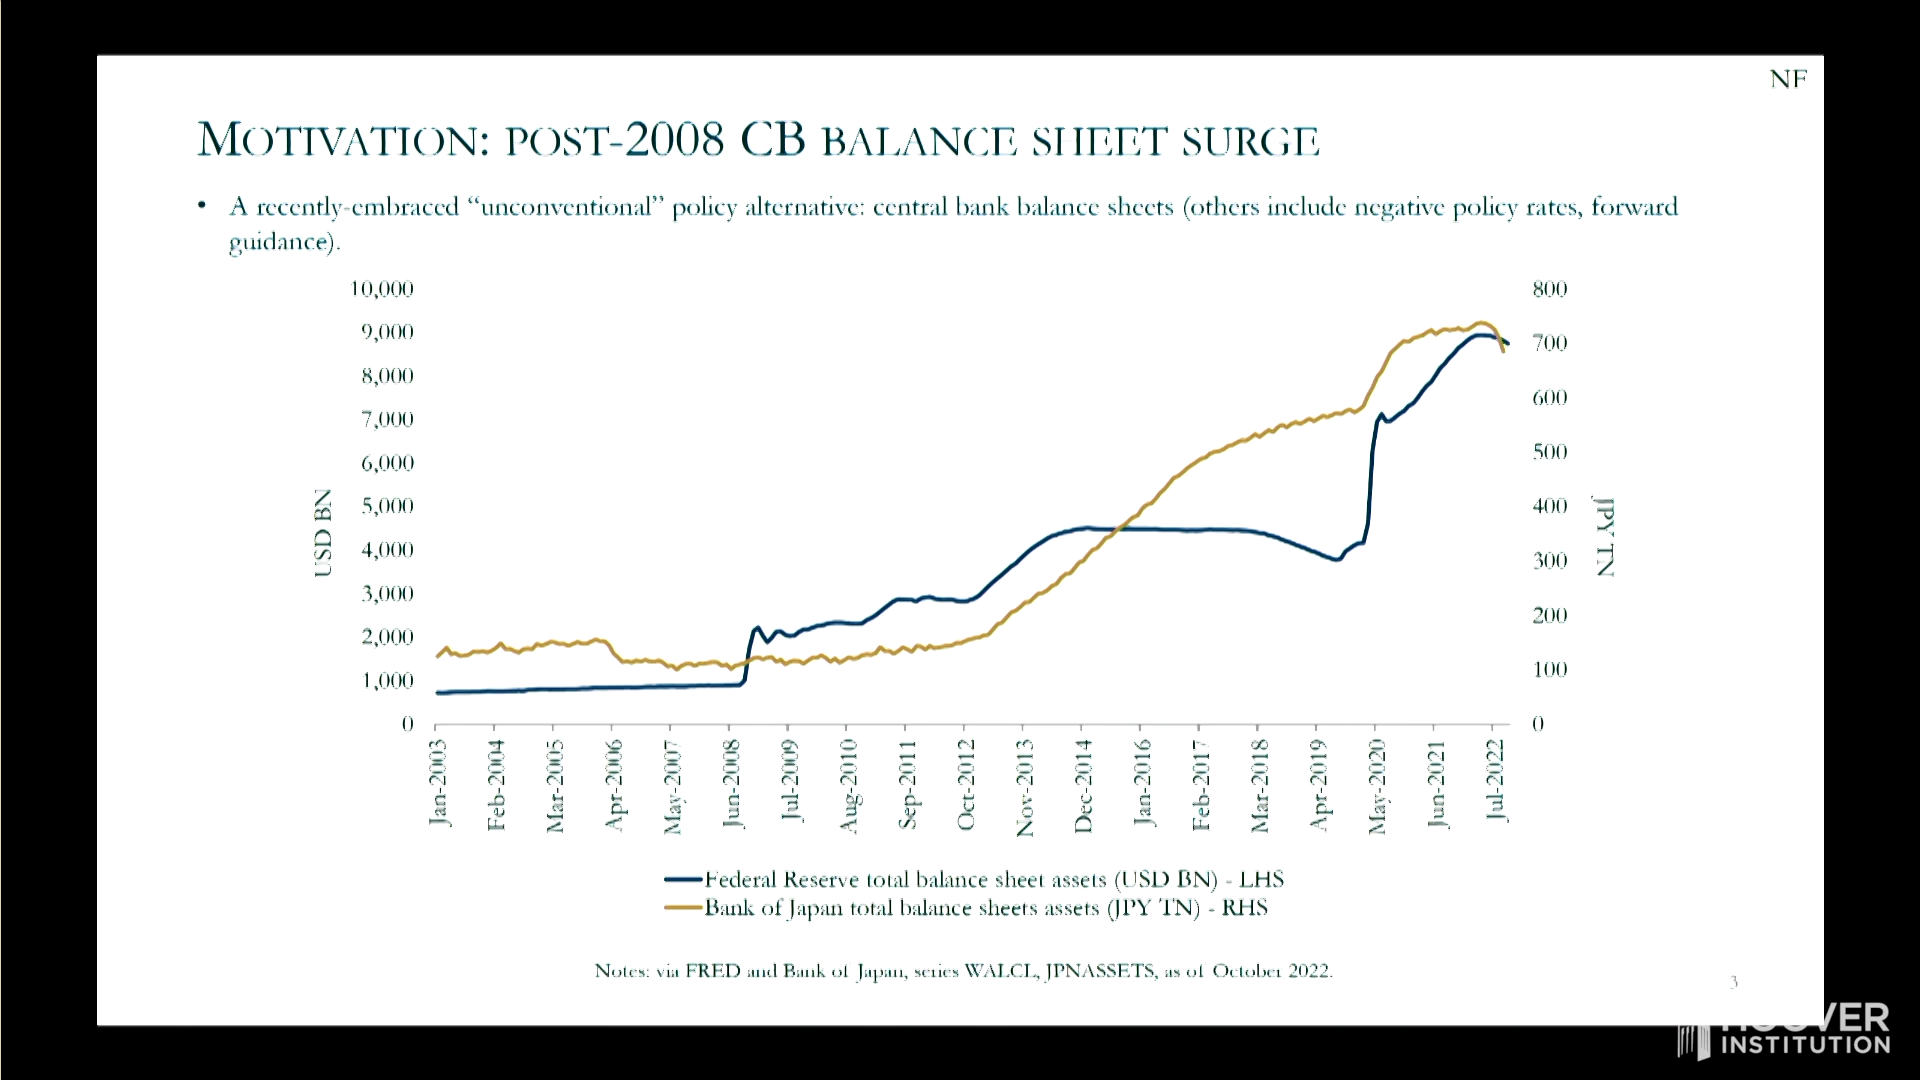 NF
MOTIVATION: POST-2008 CB BALANCE SHEET SURGE
• A recently-embraced “unconventional” policy alternative: central bank balance sheets (others include negative policy rates, forward
guidance).
10,000
9,000
8,000
7,000
6,000
5,000
4,000
3,000
2,000
1,000
0
USD BN
800
700
600
500
400
300
200
100
0
JPY TN
Jan-2003
Feb-2004
Mar-2005
Apr-2006
May-2007
Jun-2008
Jul-2009
Aug-2010
Sep-2011
Oct-2012
Nov-2013
Dec-2014
Jan-2016
Feb-2017
Mar-2018
Apr-2019
May-2020
Jun-2021
Jul-2022
Federal Reserve total balance sheet assets (USD BN) - LHS
Bank of Japan total balance sheets assets (JPY TN) - RHS
Notes: via FRED and Bank of Japan, series WALCL, JPNASSETS, as of October 2022.
3
HOOVER
INSTITUTION